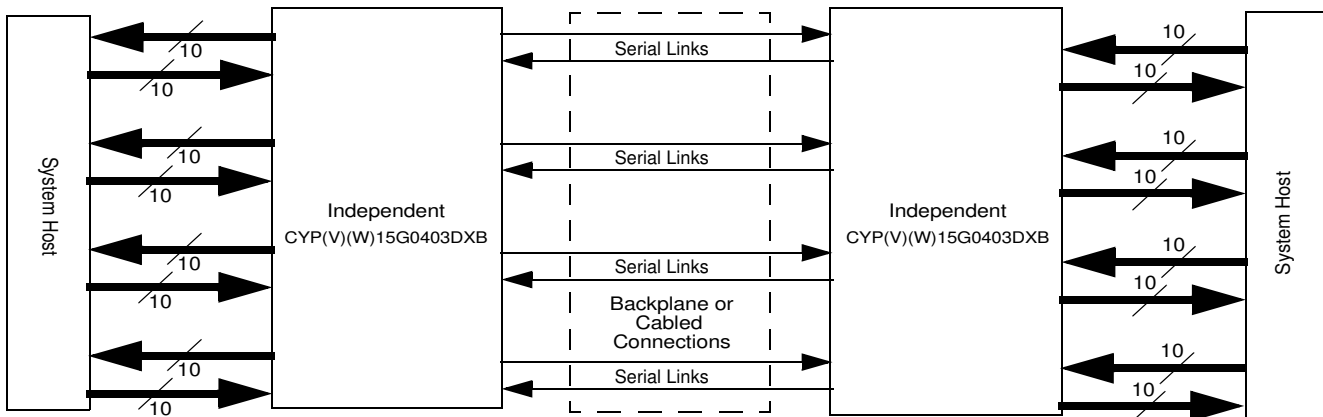 10
10
10
10
10
10
10
10
System Host
Independent
CYP(V)(W)15G0403DXB
Serial Links
Serial Links
Serial Links
Backplane or
Cabled
Connections
Serial Links
Independent
CYP(V)(W)15G0403DXB
10
10
10
10
10
10
10
10
System Host